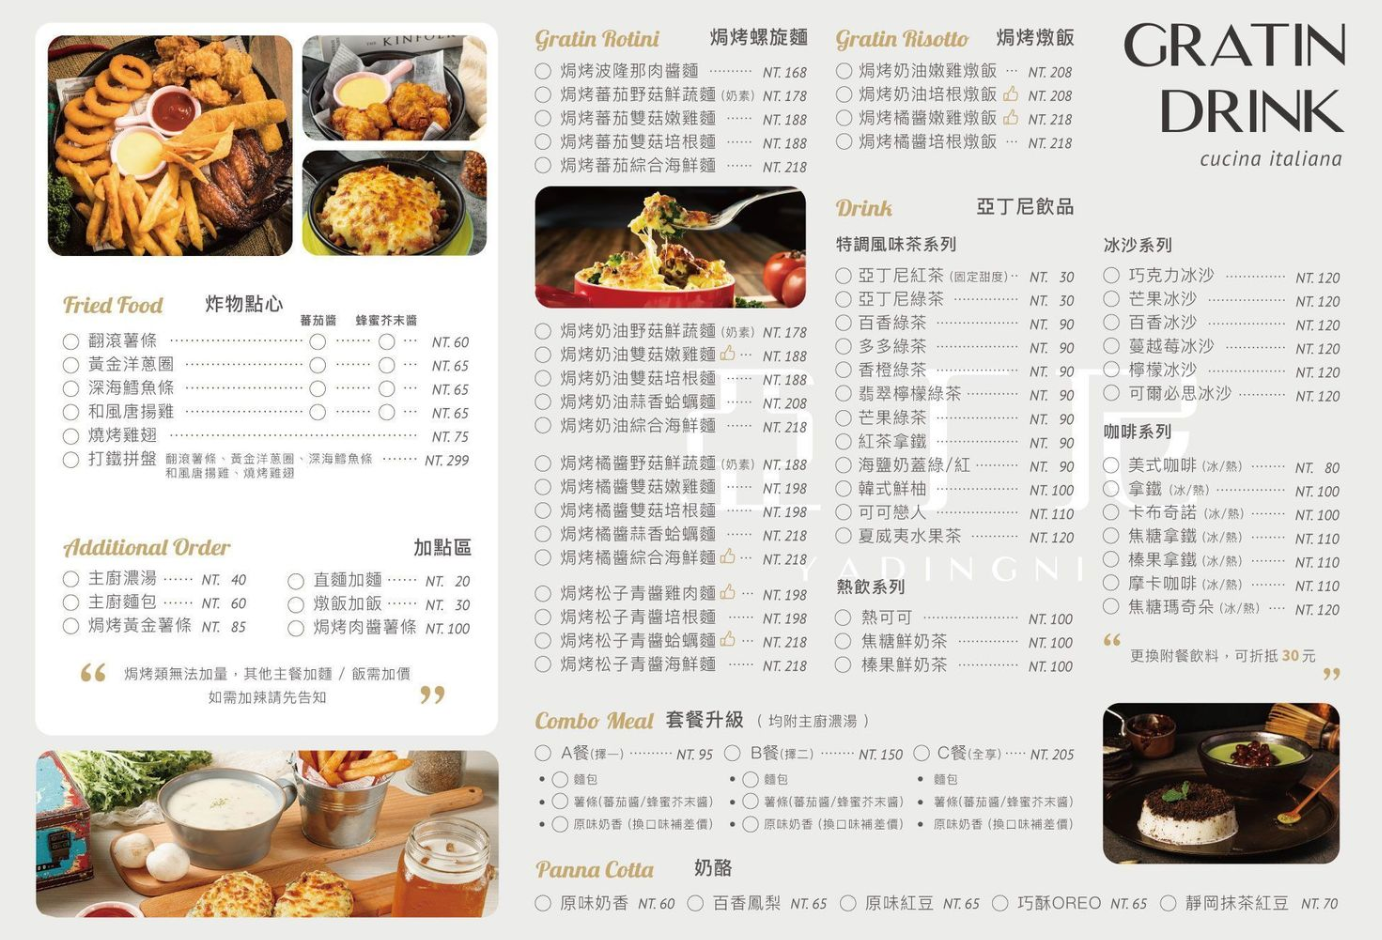 KINFOLK
Fried Food 炸物點心
蕃茄醬 蜂蜜芥末醬
翻滾薯條 NT. 60
黃金洋蔥圈 NT. 65
深海鱈魚條 NT. 65
和風唐揚雞 NT. 65
燒烤雞翅 NT. 75
打鐵拼盤 翻滾薯條、黃金洋蔥圈、深海鱈魚條 NT. 299
和風唐揚雞、燒烤雞翅
Additional Order 加點區
主廚濃湯 NT. 40
主廚麵包 NT. 60
焗烤黃金薯條 NT. 85
直麵加麵 NT. 20
燉飯加飯 NT. 30
焗烤肉醬薯條 NT. 100
“ 焗烤類無法加量，其他主餐加麵 / 飯需加價
如需加辣請先告知 ”
Gratin Rotini 焗烤螺旋麵
焗烤波隆那肉醬麵 NT. 168
焗烤蕃茄野菇鮮蔬麵 (奶素) NT. 178
焗烤蕃茄雙菇嫩雞麵 NT. 188
焗烤蕃茄雙菇培根麵 NT. 188
焗烤蕃茄綜合海鮮麵 NT. 218
焗烤奶油野菇鮮蔬麵 (奶素) NT. 178
焗烤奶油雙菇嫩雞麵 NT. 188
焗烤奶油雙菇培根麵 NT. 188
焗烤奶油蒜香蛤蠣麵 NT. 208
焗烤奶油綜合海鮮麵 NT. 218
焗烤橘醬野菇鮮蔬麵 (奶素) NT. 188
焗烤橘醬雙菇嫩雞麵 NT. 198
焗烤橘醬雙菇培根麵 NT. 198
焗烤橘醬蒜香蛤蠣麵 NT. 218
焗烤橘醬綜合海鮮麵 NT. 218
焗烤松子青醬雞肉麵 NT. 198
焗烤松子青醬培根麵 NT. 198
焗烤松子青醬蛤蠣麵 NT. 218
焗烤松子青醬海鮮麵 NT. 218
Gratin Risotto 焗烤燉飯
焗烤奶油嫩雞燉飯 NT. 208
焗烤奶油培根燉飯 NT. 208
焗烤橘醬嫩雞燉飯 NT. 218
焗烤橘醬培根燉飯 NT. 218
GRATIN
DRINK
cucina italiana
Drink 亞丁尼飲品
特調風味茶系列
亞丁尼紅茶 (固定甜度) NT. 30
亞丁尼綠茶 NT. 30
百香綠茶 NT. 90
多多綠茶 NT. 90
香橙綠茶 NT. 90
翡翠檸檬綠茶 NT. 90
芒果綠茶 NT. 90
紅茶拿鐵 NT. 90
海鹽奶蓋綠/紅 NT. 90
韓式鮮柚 NT. 100
可可戀人 NT. 110
夏威夷水果茶 NT. 120
熱飲系列
熱可可 NT. 100
焦糖鮮奶茶 NT. 100
榛果鮮奶茶 NT. 100
冰沙系列
巧克力冰沙 NT. 120
芒果冰沙 NT. 120
百香冰沙 NT. 120
蔓越莓冰沙 NT. 120
檸檬冰沙 NT. 120
可爾必思冰沙 NT. 120
咖啡系列
美式咖啡 (冰/熱) NT. 80
拿鐵 (冰/熱) NT. 100
卡布奇諾 (冰/熱) NT. 100
焦糖拿鐵 (冰/熱) NT. 110
榛果拿鐵 (冰/熱) NT. 110
摩卡咖啡 (冰/熱) NT. 110
焦糖瑪奇朵 (冰/熱) NT. 120
“ 更換附餐飲料，可折抵 30 元 ”
亞丁尼
YADINGNI
Combo Meal 套餐升級 （ 均附主廚濃湯 ）
A餐(擇一) NT. 95 B餐(擇二) NT. 150 C餐(全享) NT. 205
• 麵包 • 麵包 • 麵包
• 薯條(蕃茄醬/蜂蜜芥末醬) • 薯條(蕃茄醬/蜂蜜芥末醬) • 薯條(蕃茄醬/蜂蜜芥末醬)
• 原味奶香 (換口味補差價) • 原味奶香 (換口味補差價) • 原味奶香 (換口味補差價)
Panna Cotta 奶酪
原味奶香 NT. 60 百香鳳梨 NT. 65 原味紅豆 NT. 65 巧酥OREO NT. 65 靜岡抹茶紅豆 NT. 70